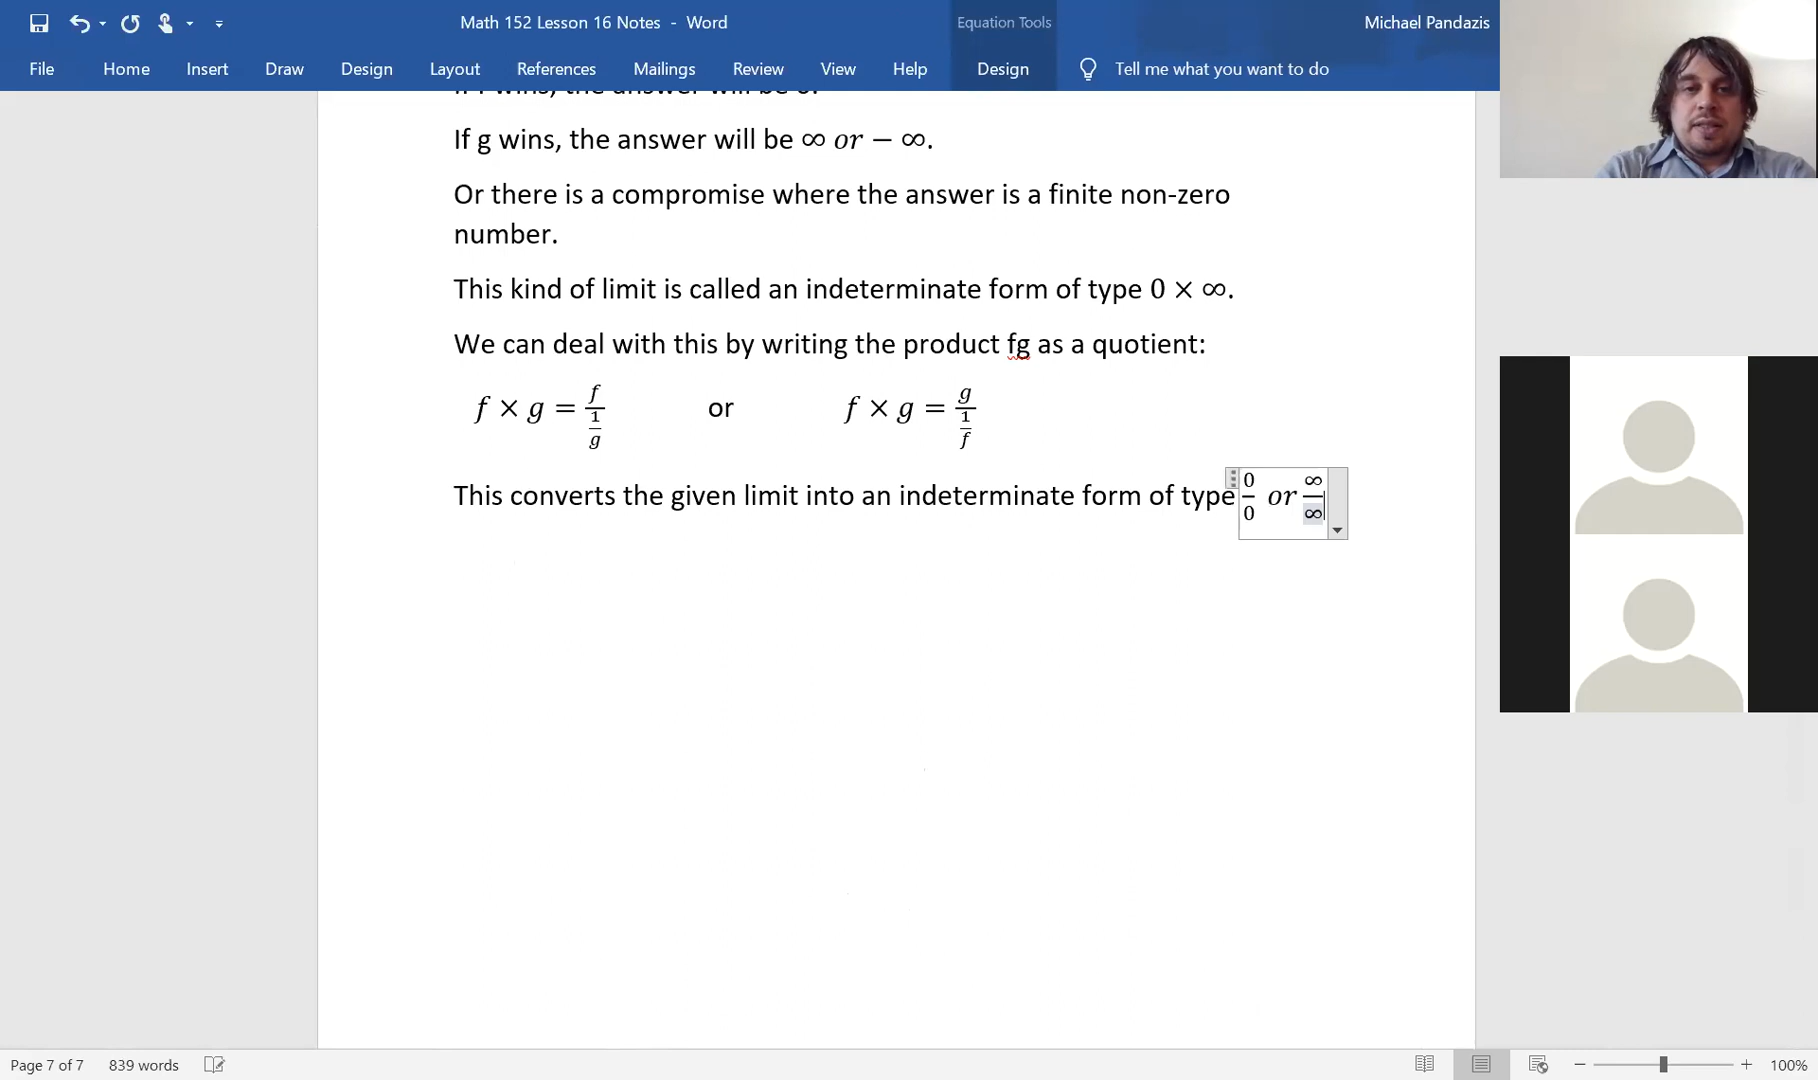 Math 152 Lesson 16 Notes - Word
Equation Tools
Michael Pandazis
File Home Insert Draw Design Layout References Mailings Review View Help Design Tell me what you want to do
If g wins, the answer will be ∞ or − ∞.
Or there is a compromise where the answer is a finite non-zero
number.
This kind of limit is called an indeterminate form of type 0 × ∞.
We can deal with this by writing the product fg as a quotient:
f × g = f/(1/g) or f × g = g/(1/f)
This converts the given limit into an indeterminate form of type 0/0 or ∞/∞
Page 7 of 7 839 words 100%